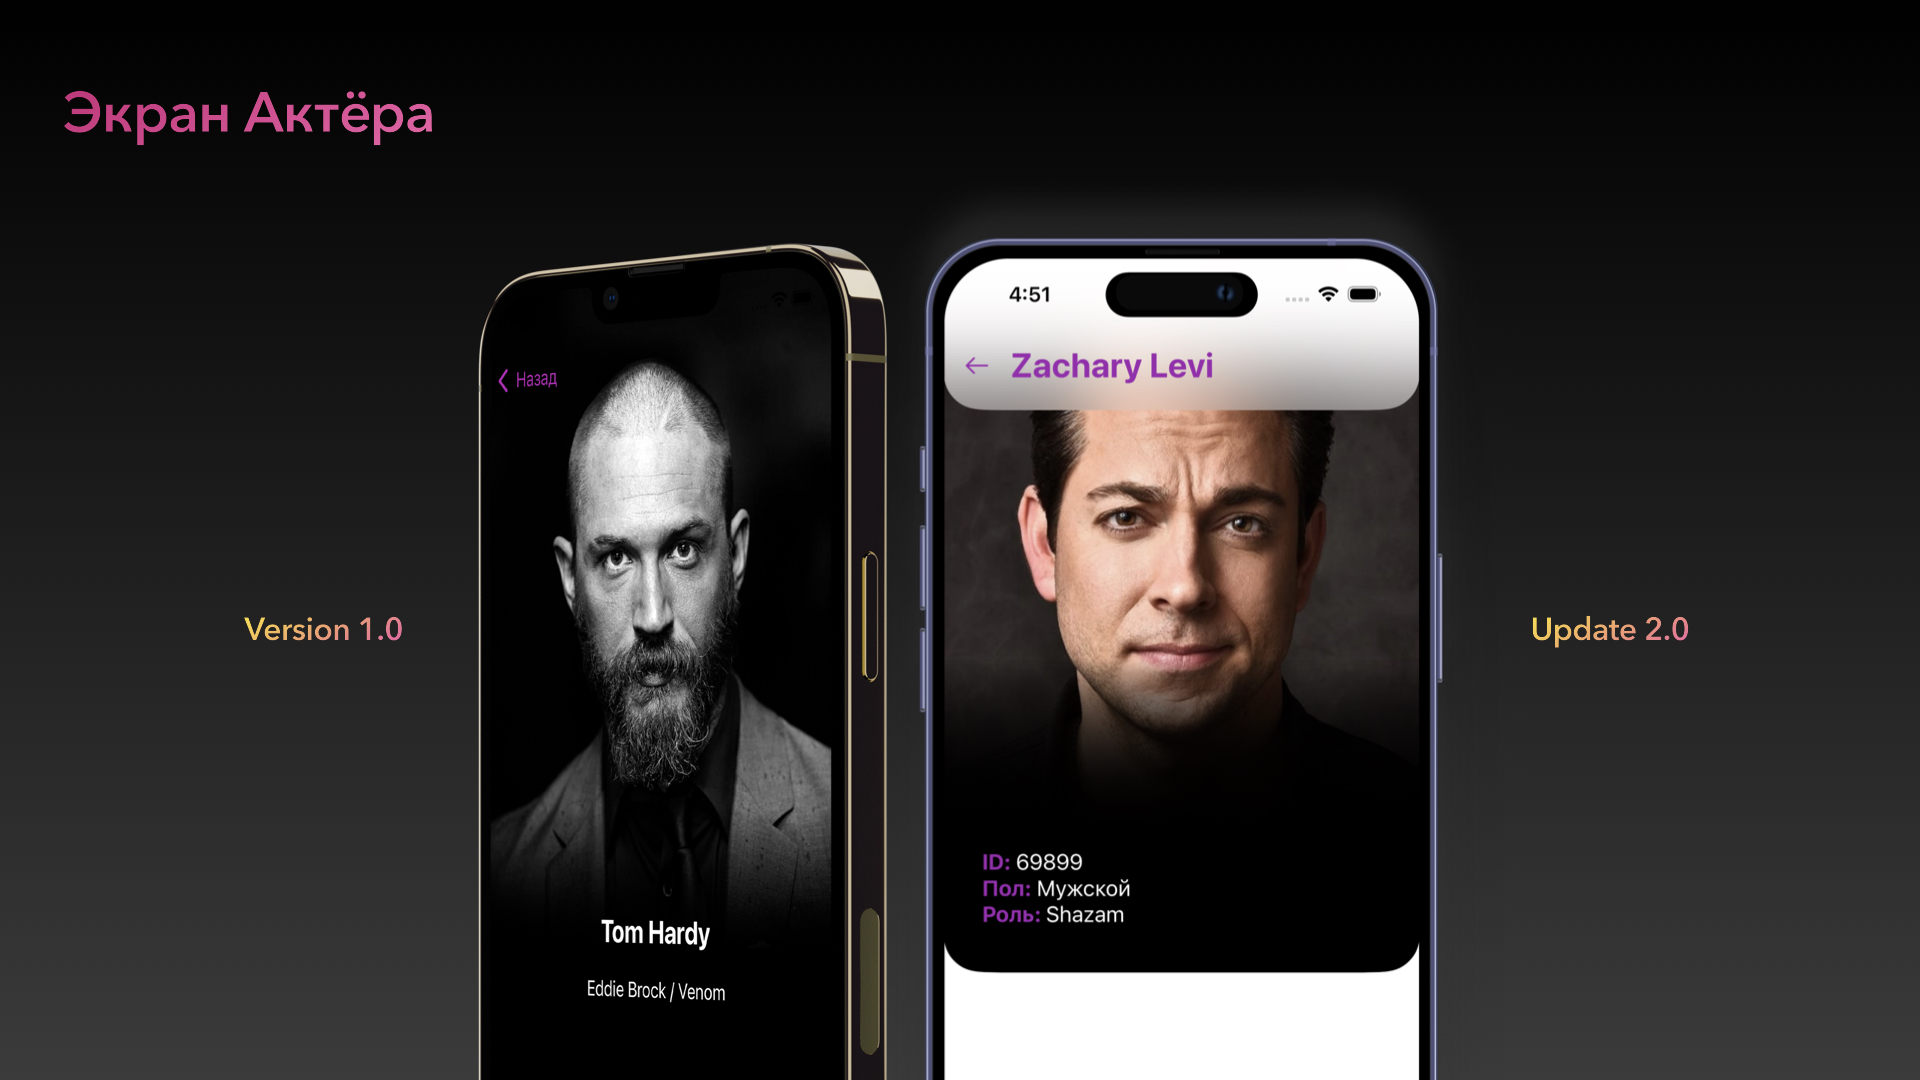 Экран Актёра
Version 1.0
Назад
Tom Hardy
Eddie Brock / Venom
4:51
Zachary Levi
ID: 69899
Пол: Мужской
Роль: Shazam
Update 2.0